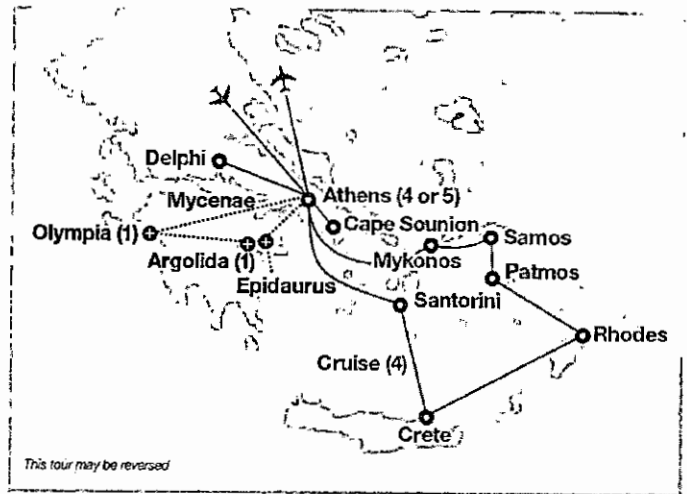 Delphi
Mycenae
Athens (4 or 5)
Olympia (1)
Cape Sounion
Samos
Argolida (1)
Mykonos
Epidaurus
Patmos
Santorini
Rhodes
Cruise (4)
Crete
This tour may be reversed